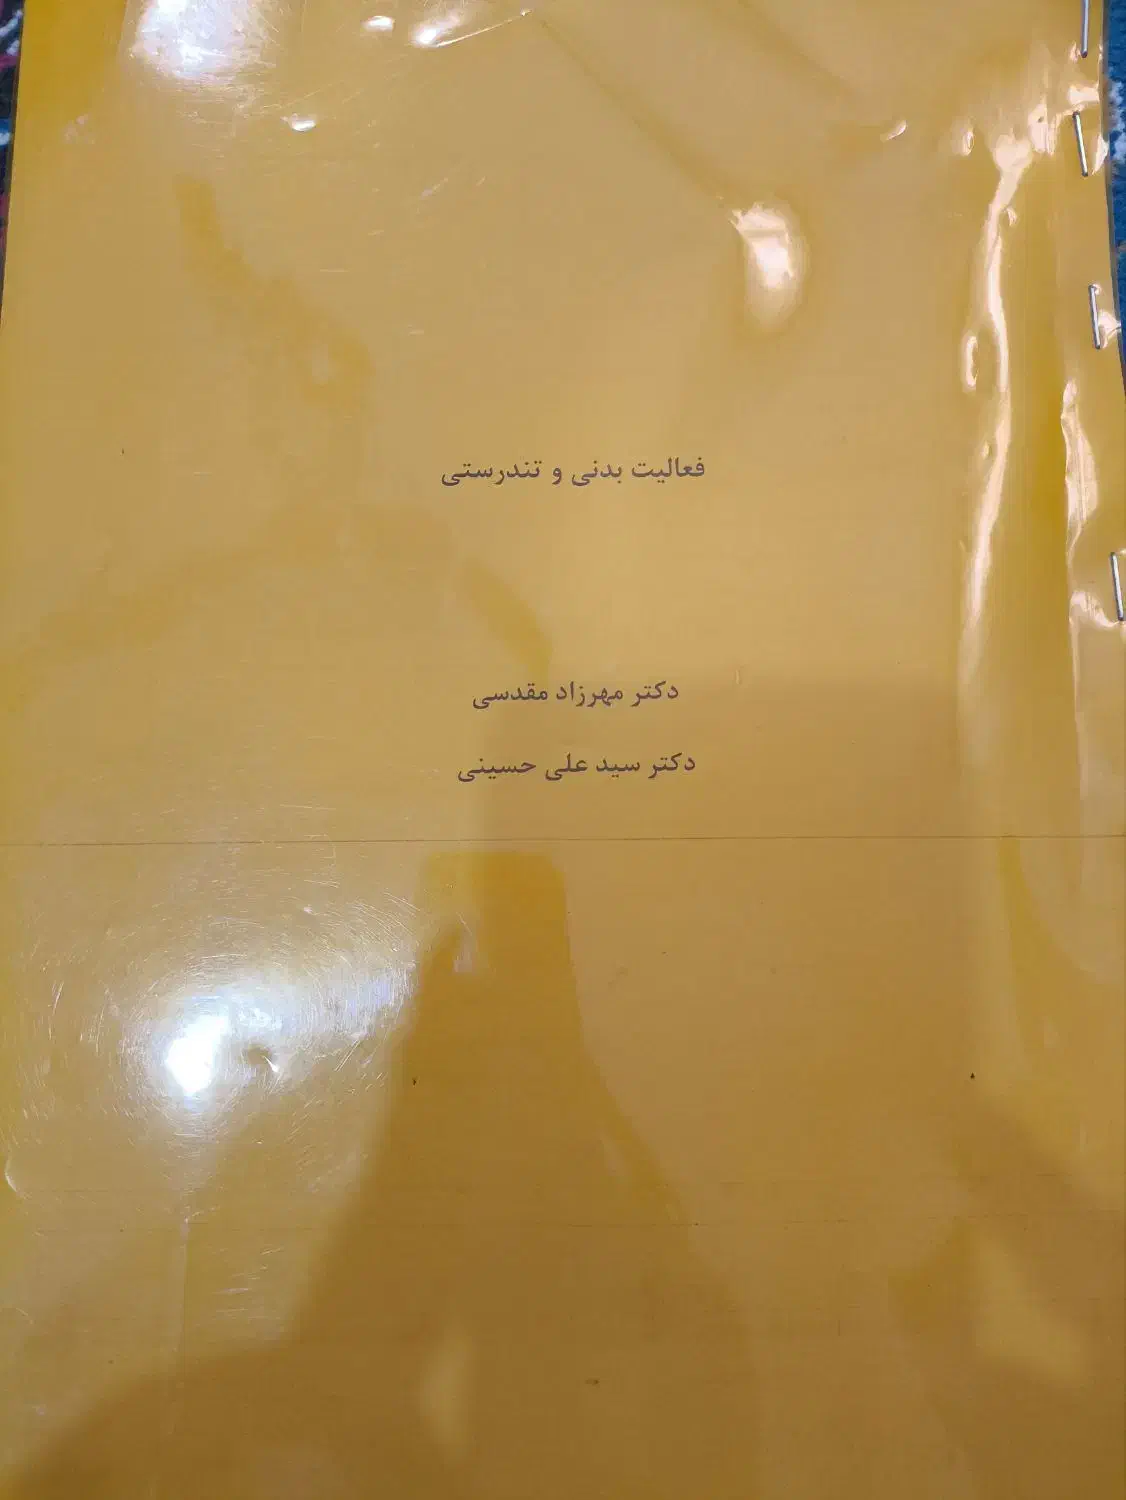 فعالیت بدنی و تندرستی
دکتر مهرزاد مقدسی
دکتر سید علی حسینی